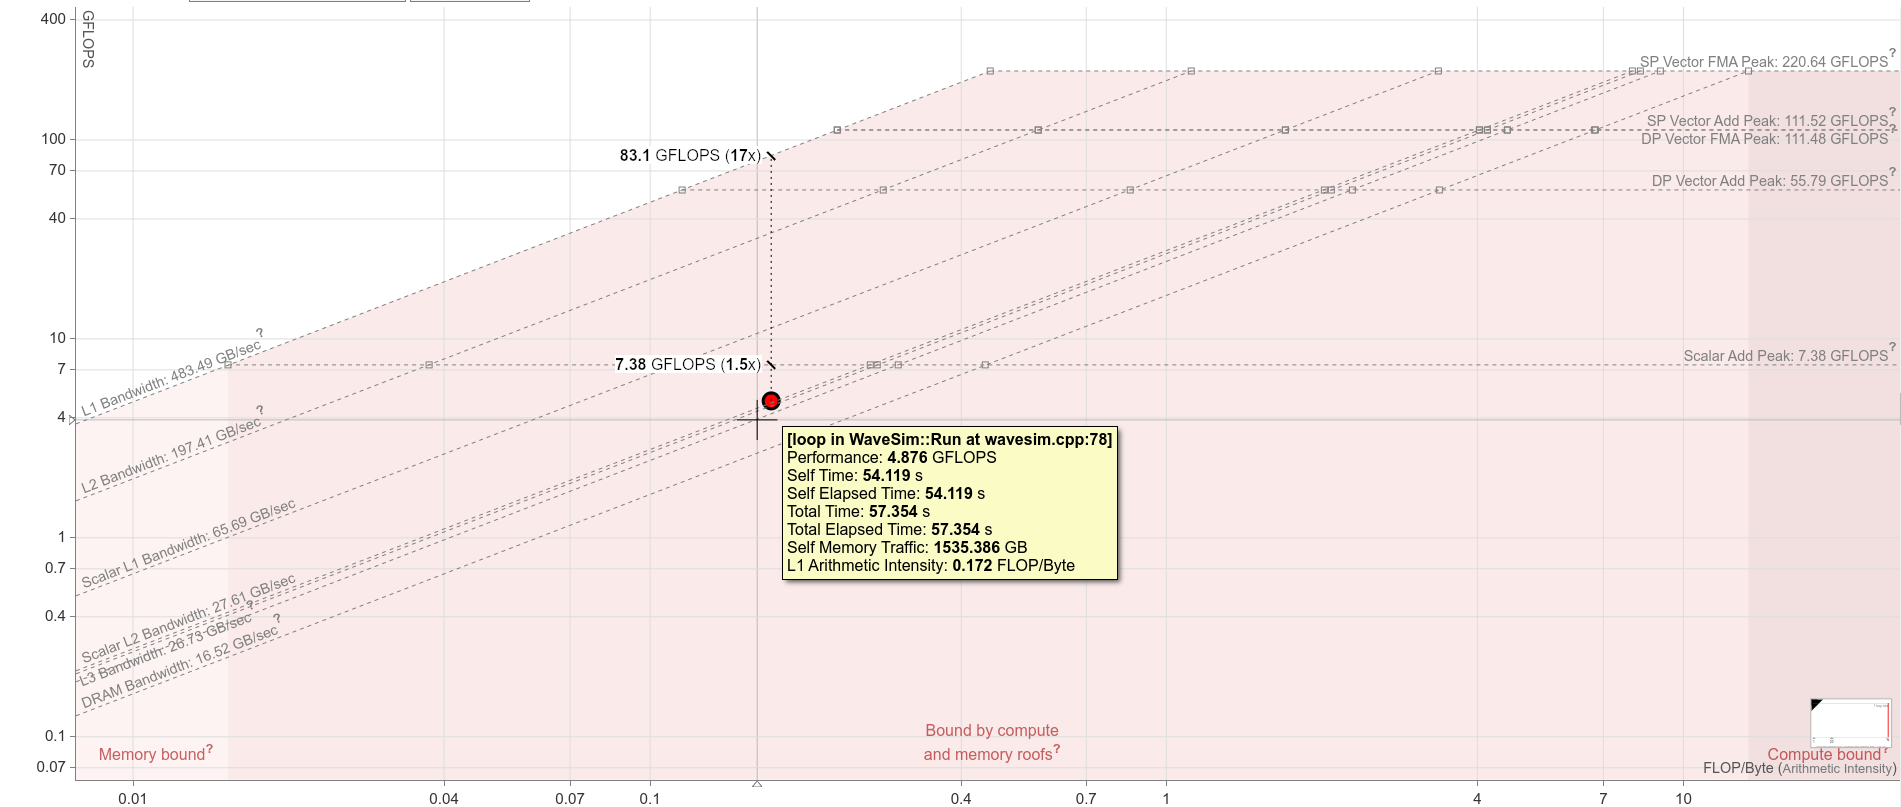 GFLOPS
400
100
70
40
10
7
4
1
0.7
0.4
0.1
0.07
SP Vector FMA Peak: 220.64 GFLOPS?
SP Vector Add Peak: 111.52 GFLOPS?
DP Vector FMA Peak: 111.48 GFLOPS?
DP Vector Add Peak: 55.79 GFLOPS?
Scalar Add Peak: 7.38 GFLOPS?
83.1 GFLOPS (17x)
7.38 GFLOPS (1.5x)
L1 Bandwidth: 483.49 GB/sec?
L2 Bandwidth: 197.41 GB/sec?
Scalar L1 Bandwidth: 65.69 GB/sec
Scalar L2 Bandwidth: 27.61 GB/sec
L3 Bandwidth: 26.73 GB/sec?
DRAM Bandwidth: 16.52 GB/sec?
[loop in WaveSim::Run at wavesim.cpp:78]
Performance: 4.876 GFLOPS
Self Time: 54.119 s
Self Elapsed Time: 54.119 s
Total Time: 57.354 s
Total Elapsed Time: 57.354 s
Self Memory Traffic: 1535.386 GB
L1 Arithmetic Intensity: 0.172 FLOP/Byte
Memory bound?
Bound by compute
and memory roofs?
Compute bound?
FLOP/Byte (Arithmetic Intensity)
0.01 0.04 0.07 0.1 0.4 0.7 1 4 7 10